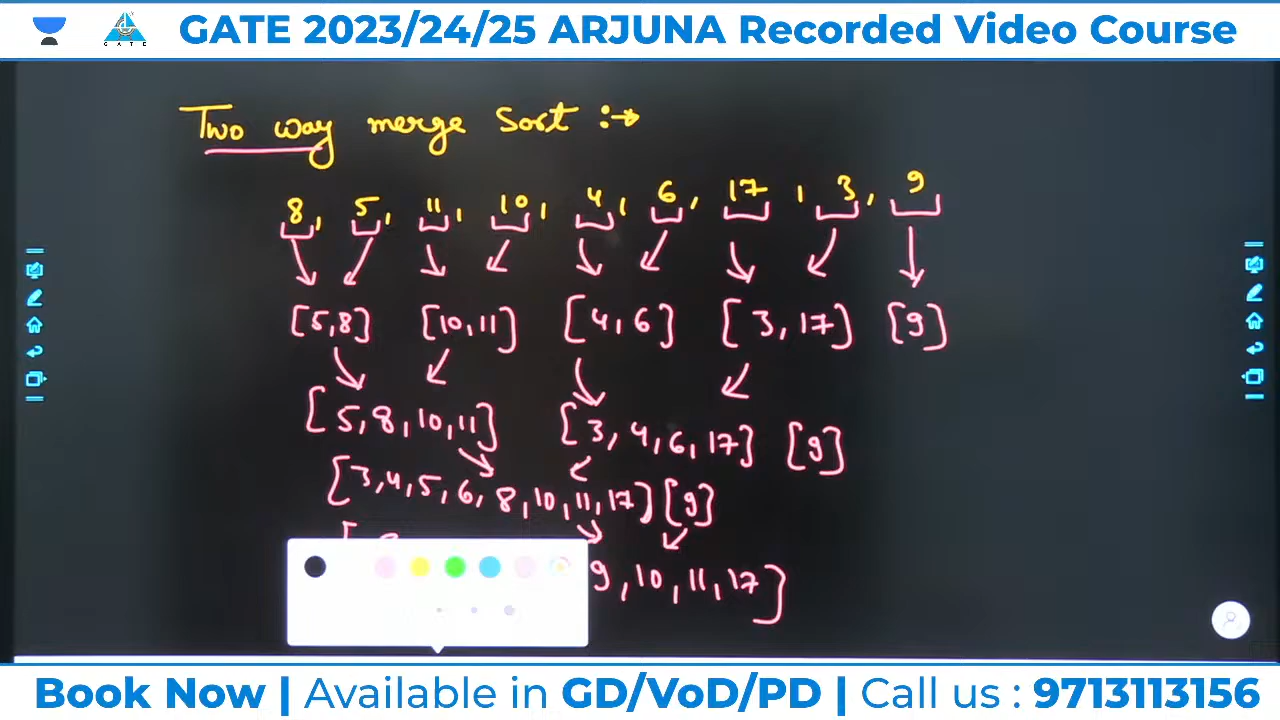 GATE 2023/24/25 ARJUNA Recorded Video Course
GATE
Two way merge Sort :→
8, 5, 11, 10, 4, 6, 17, 3, 9
[5,8] [10,11] [4,6] [3,17] [9]
[5,8,10,11] [3,4,6,17] [9]
[3,4,5,6,8,10,11,17] [9]
[ 9,10,11,17]
Book Now | Available in GD/VoD/PD | Call us : 9713113156